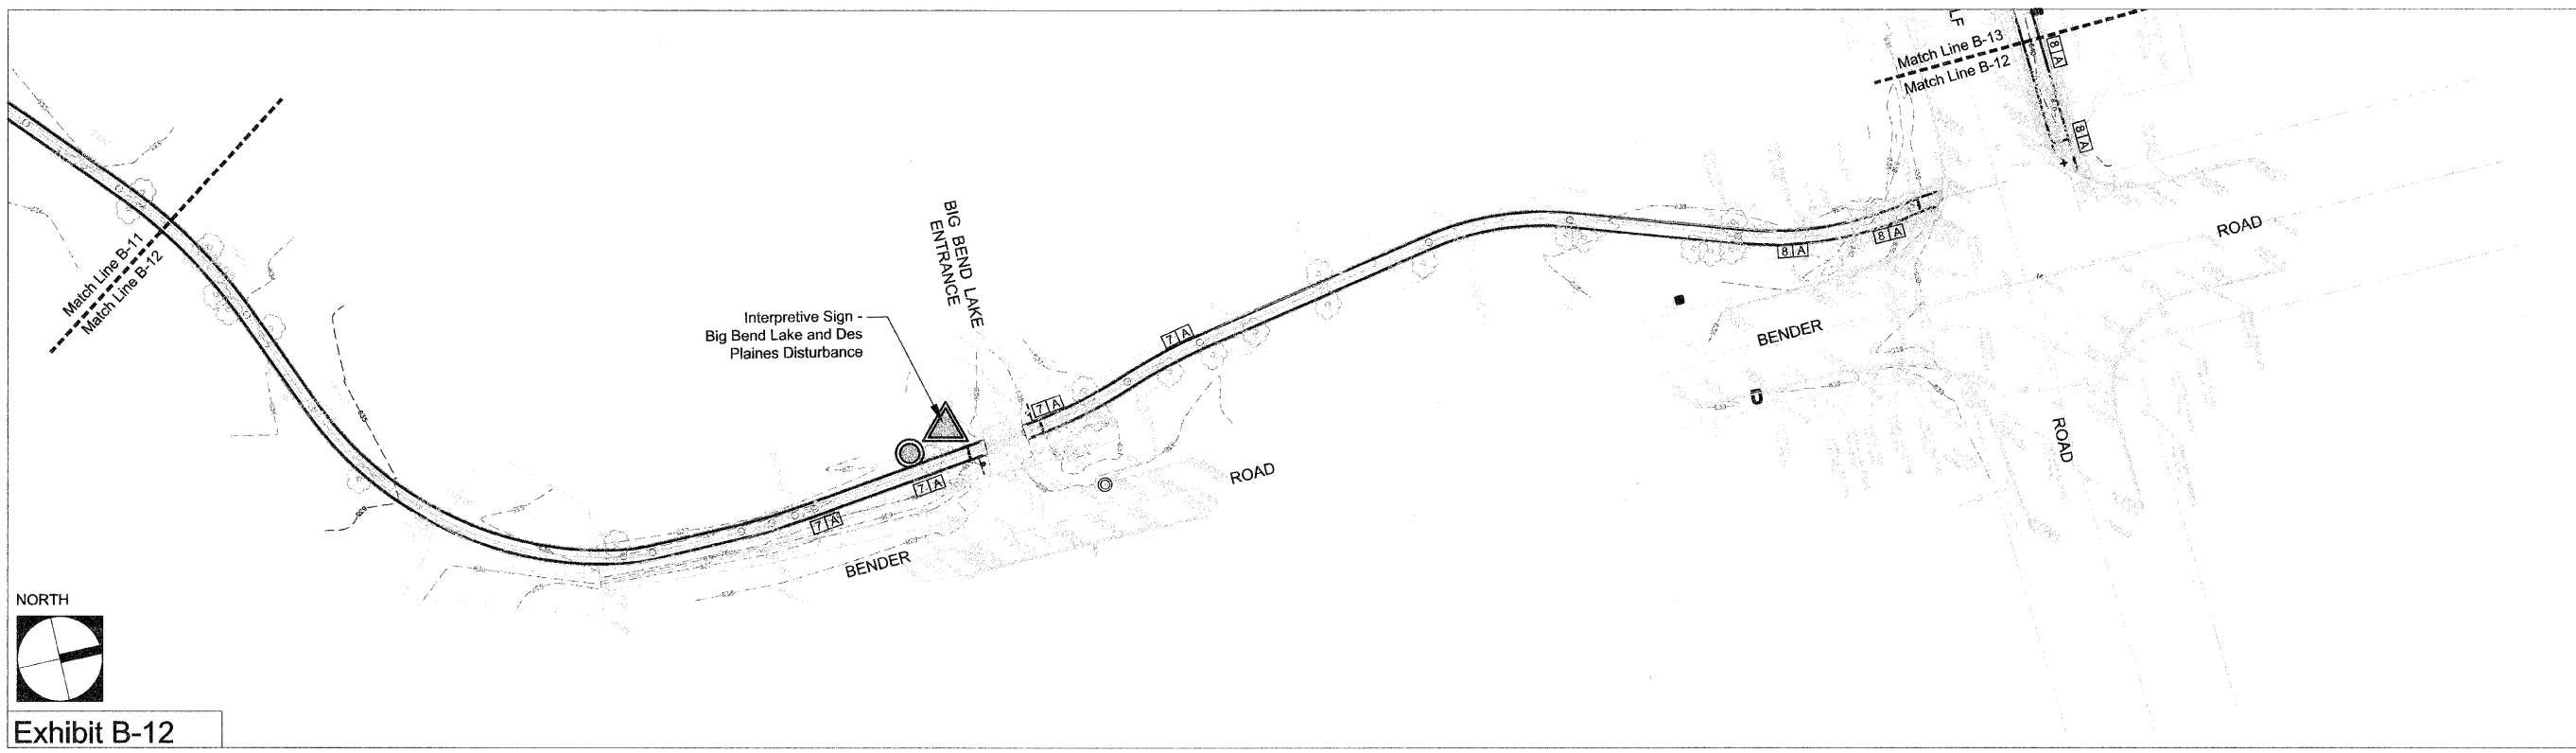 LF
Match Line B-13
Match Line B-12
8 A
8 A
Match Line B-11
Match Line B-12
BIG BEND LAKE
ENTRANCE
Interpretive Sign -
Big Bend Lake and Des
Plaines Disturbance
7 A
7 A
7 A
7 A
8 A
8 A
ROAD
BENDER
ROAD
ROAD
BENDER
NORTH
Exhibit B-12